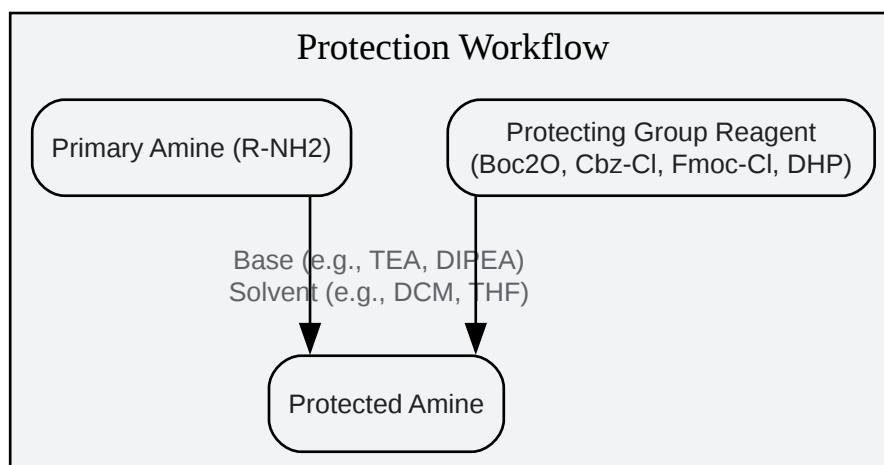 Protection Workflow
Primary Amine (R-NH2)
Protecting Group Reagent
(Boc2O, Cbz-Cl, Fmoc-Cl, DHP)
Base (e.g., TEA, DIPEA)
Solvent (e.g., DCM, THF)
Protected Amine